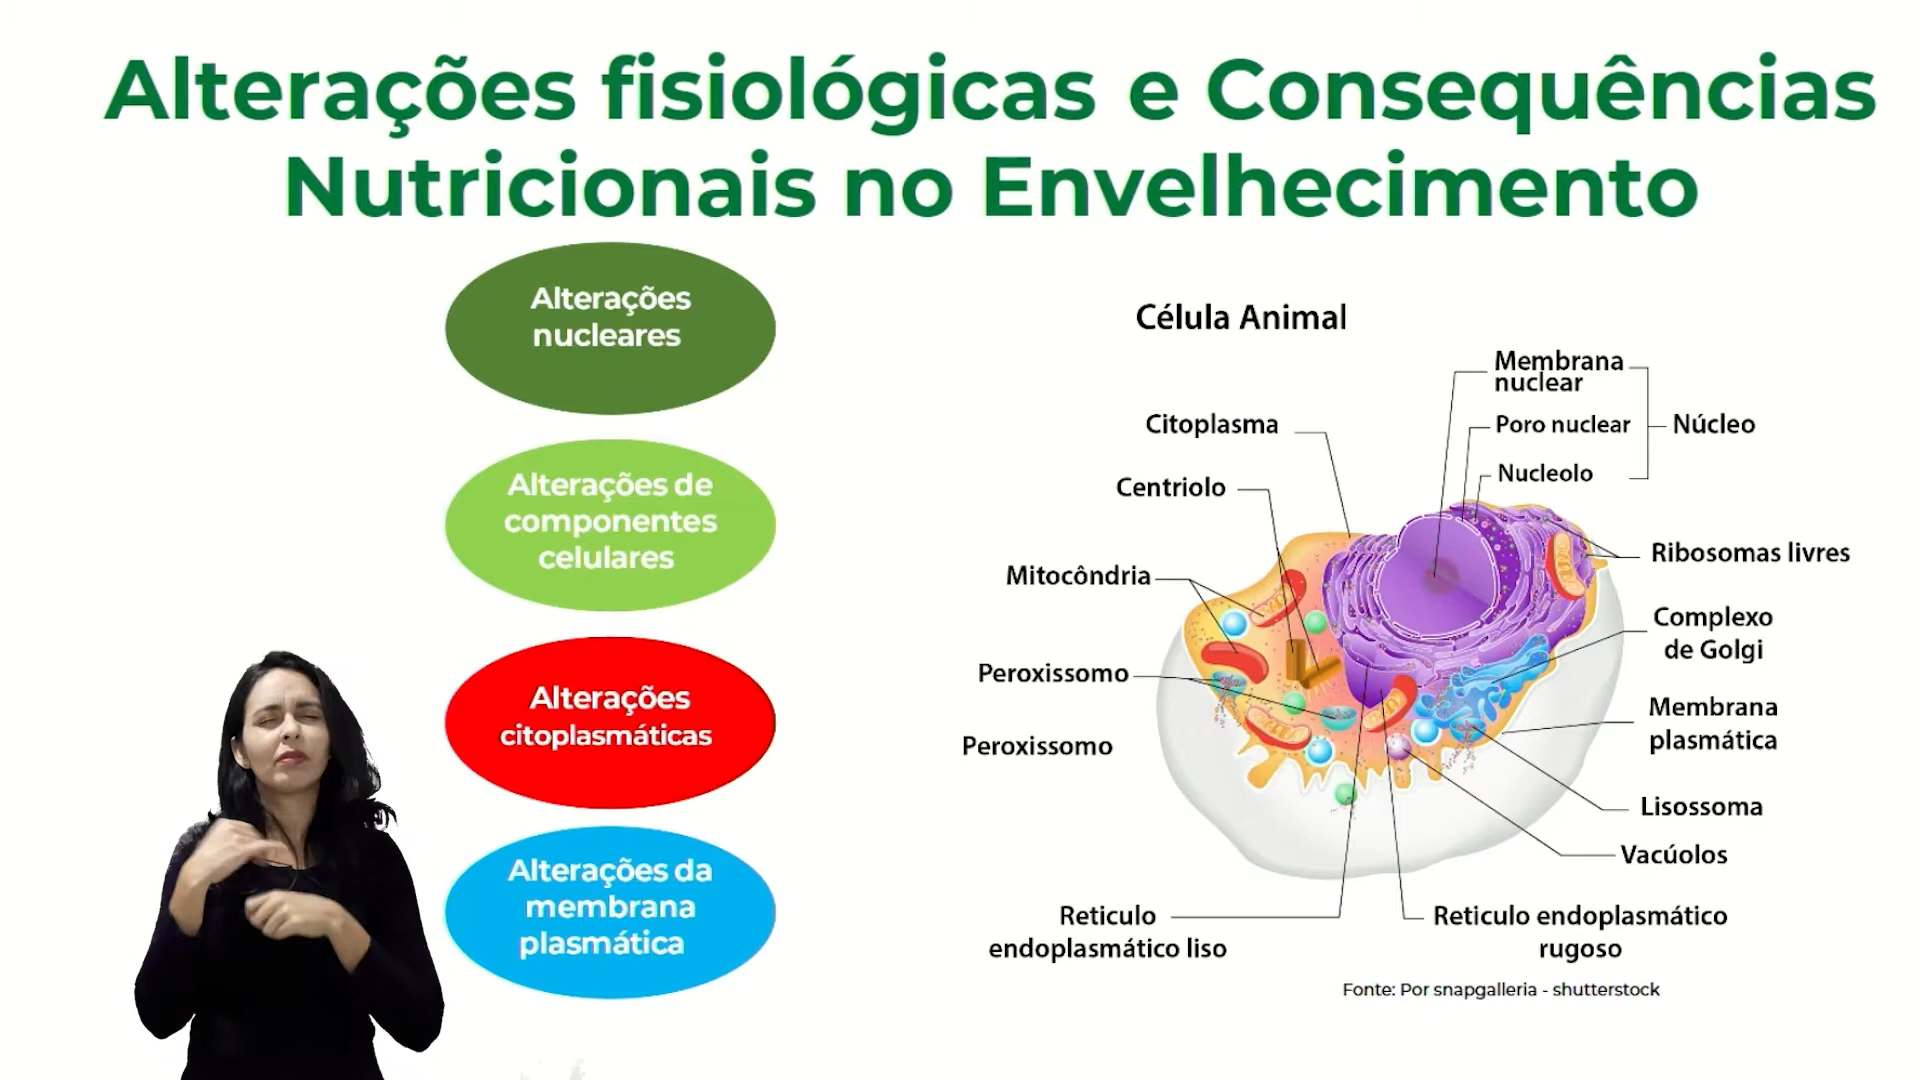 Alterações fisiológicas e Consequências
Nutricionais no Envelhecimento
Alterações
nucleares
Alterações de
componentes
celulares
Alterações
citoplasmáticas
Alterações da
membrana
plasmática
Célula Animal
Membrana
nuclear
Poro nuclear
Nucleolo
Núcleo
Citoplasma
Centriolo
Mitocôndria
Peroxissomo
Peroxissomo
Ribosomas livres
Complexo
de Golgi
Membrana
plasmática
Lisossoma
Vacúolos
Reticulo
endoplasmático liso
Reticulo endoplasmático
rugoso
Fonte: Por snapgalleria - shutterstock